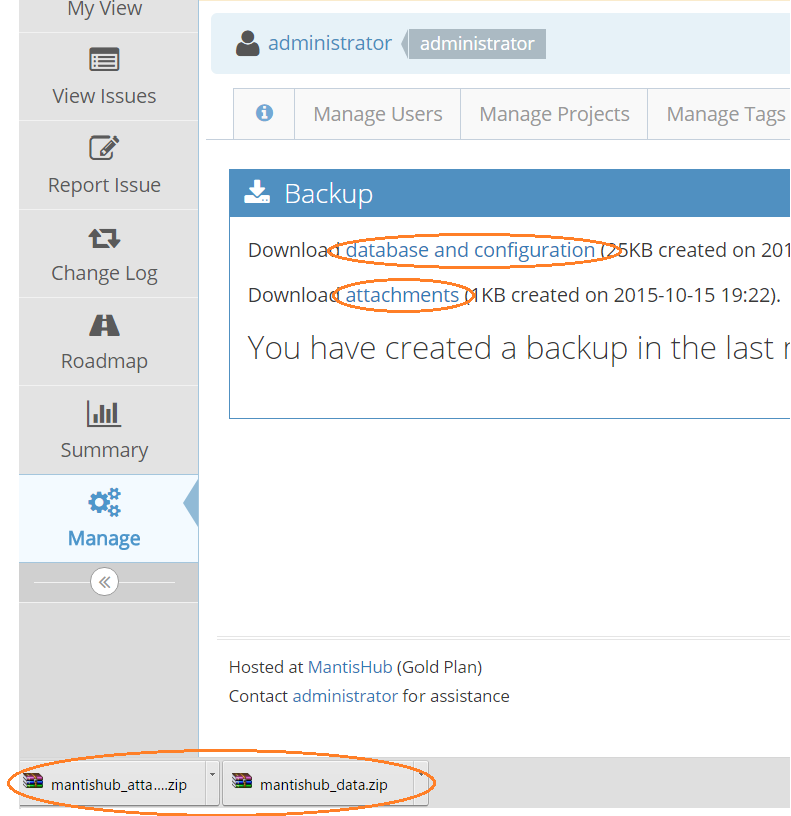 My View
View Issues
Report Issue
Change Log
Roadmap
Summary
Manage
administrator administrator
Manage Users Manage Projects Manage Tags
Backup
Download database and configuration (25KB created on 201
Download attachments (1KB created on 2015-10-15 19:22).
You have created a backup in the last
Hosted at MantisHub (Gold Plan)
Contact administrator for assistance
mantishub_atta....zip mantishub_data.zip